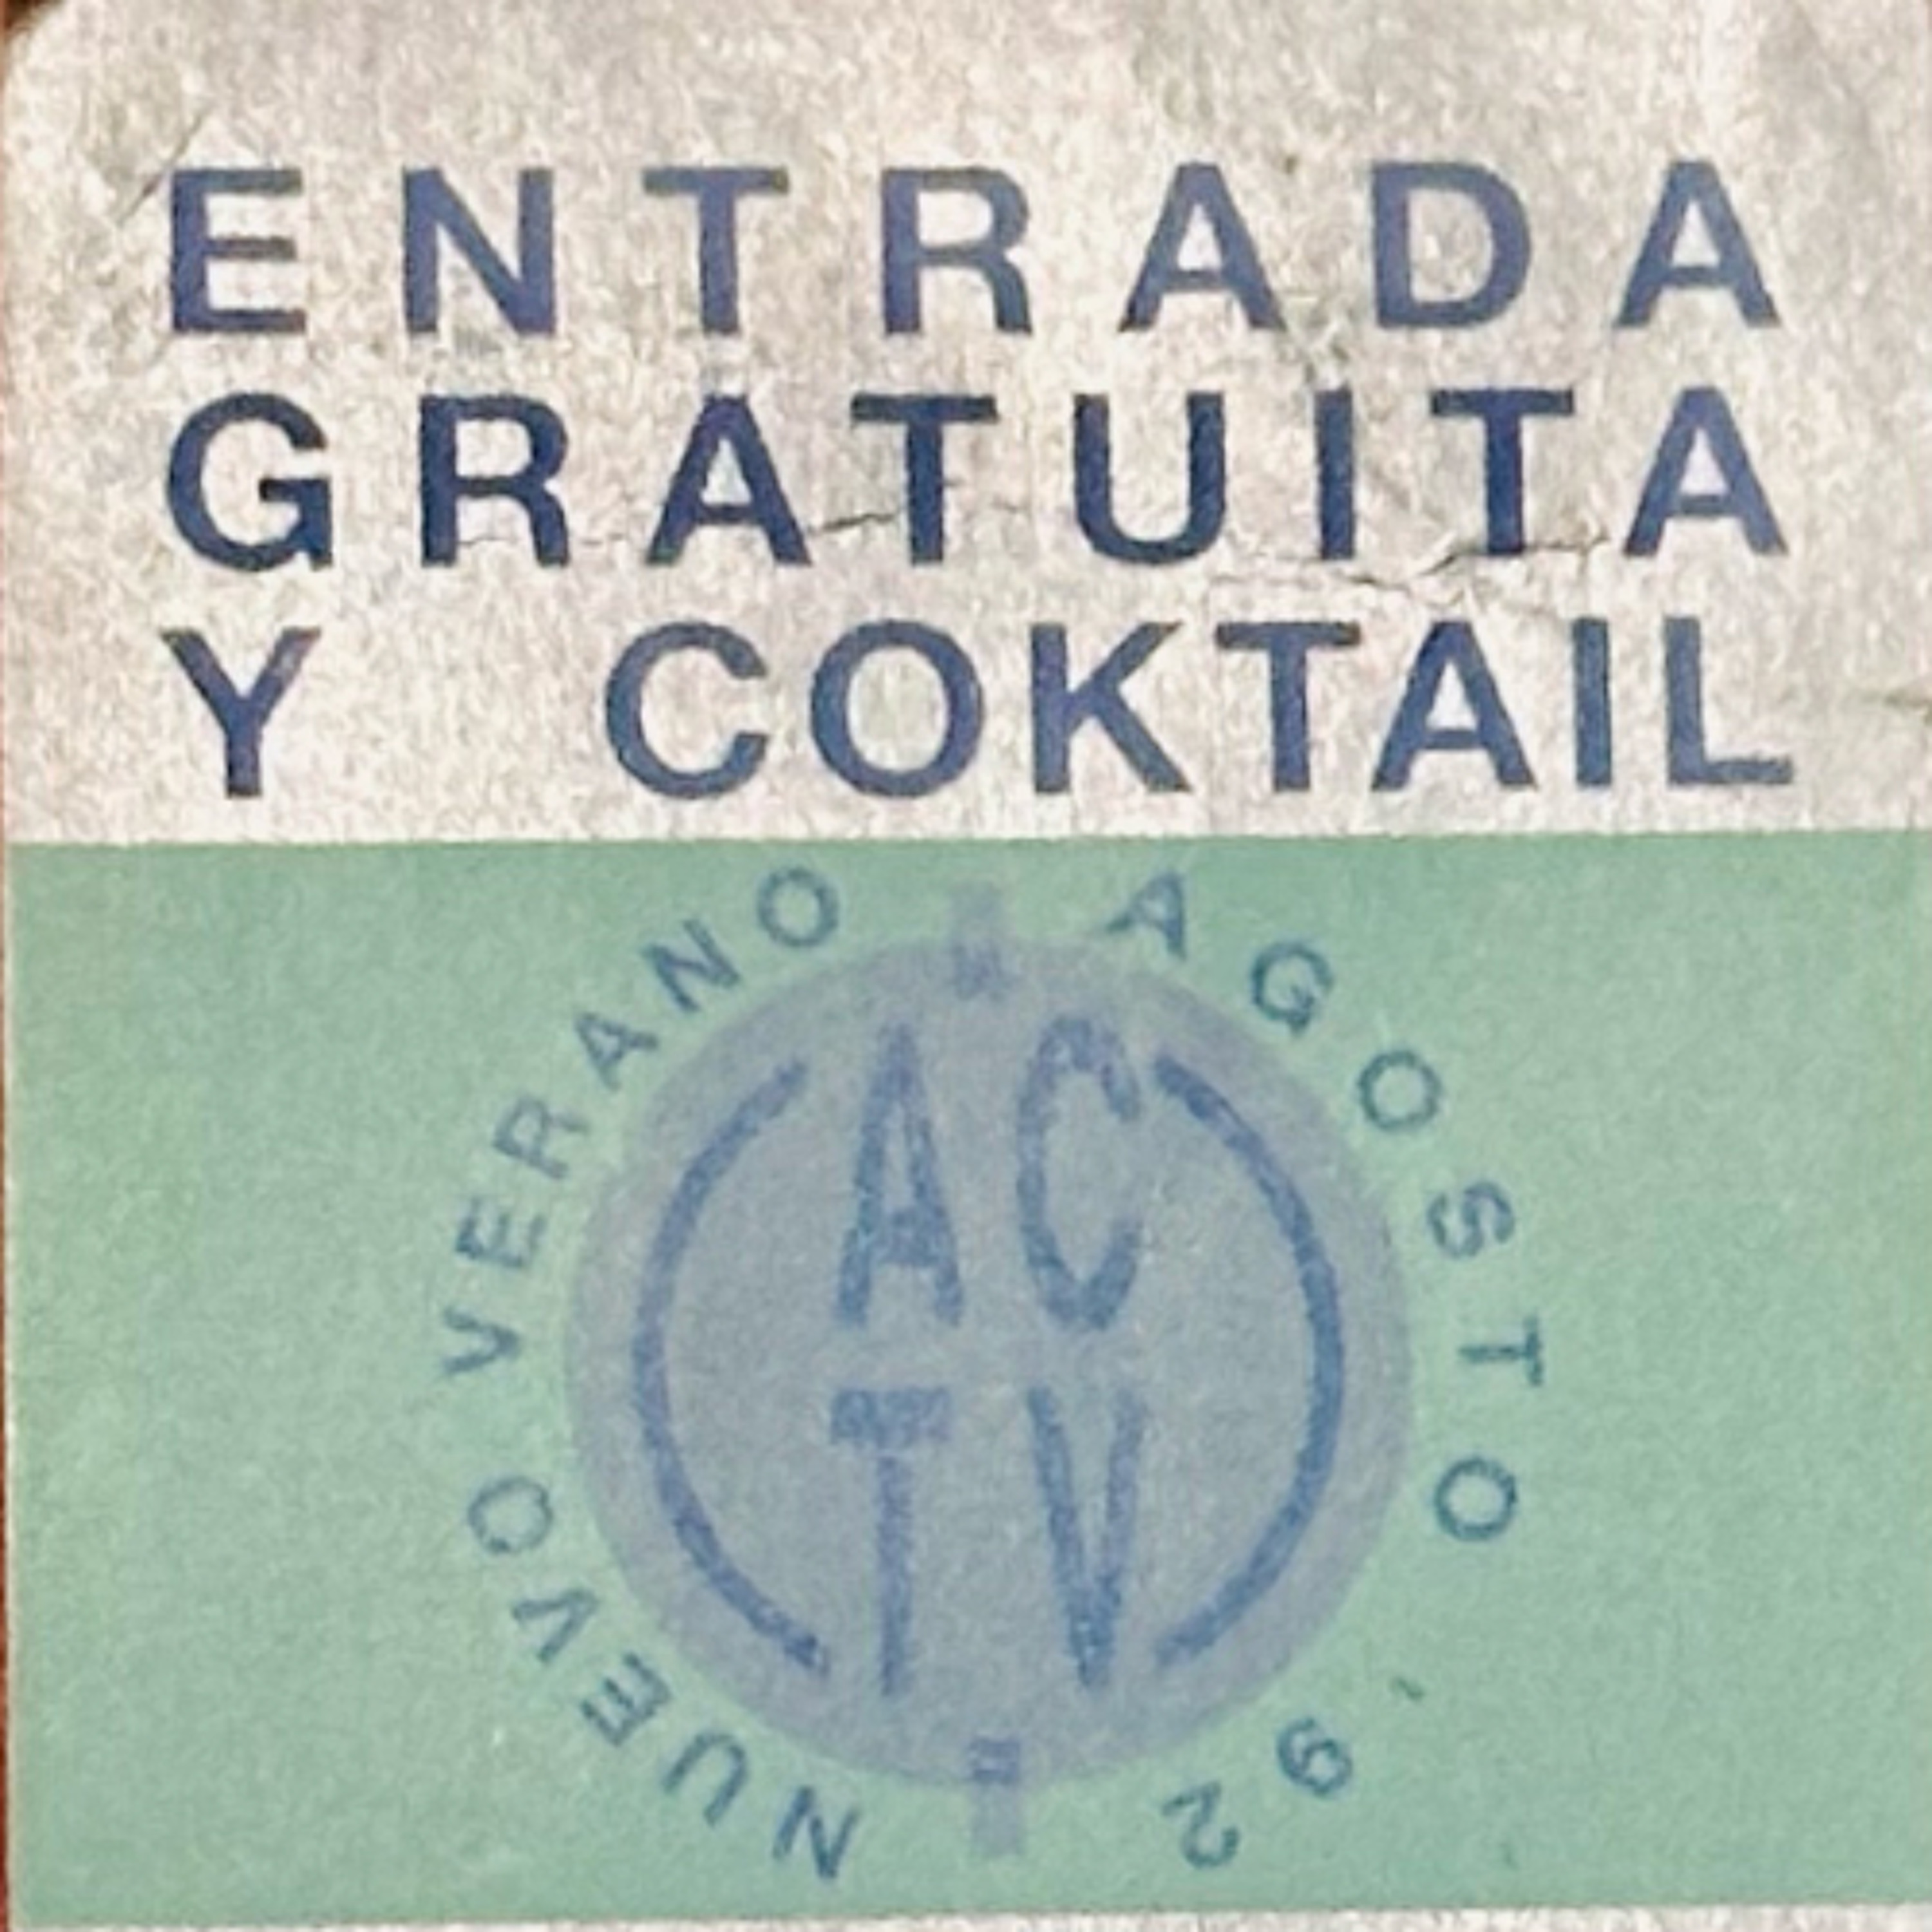 ENTRADA
GRATUITA
Y COKTAIL
NUEVO VERANO AGOSTO '92
AC
TV